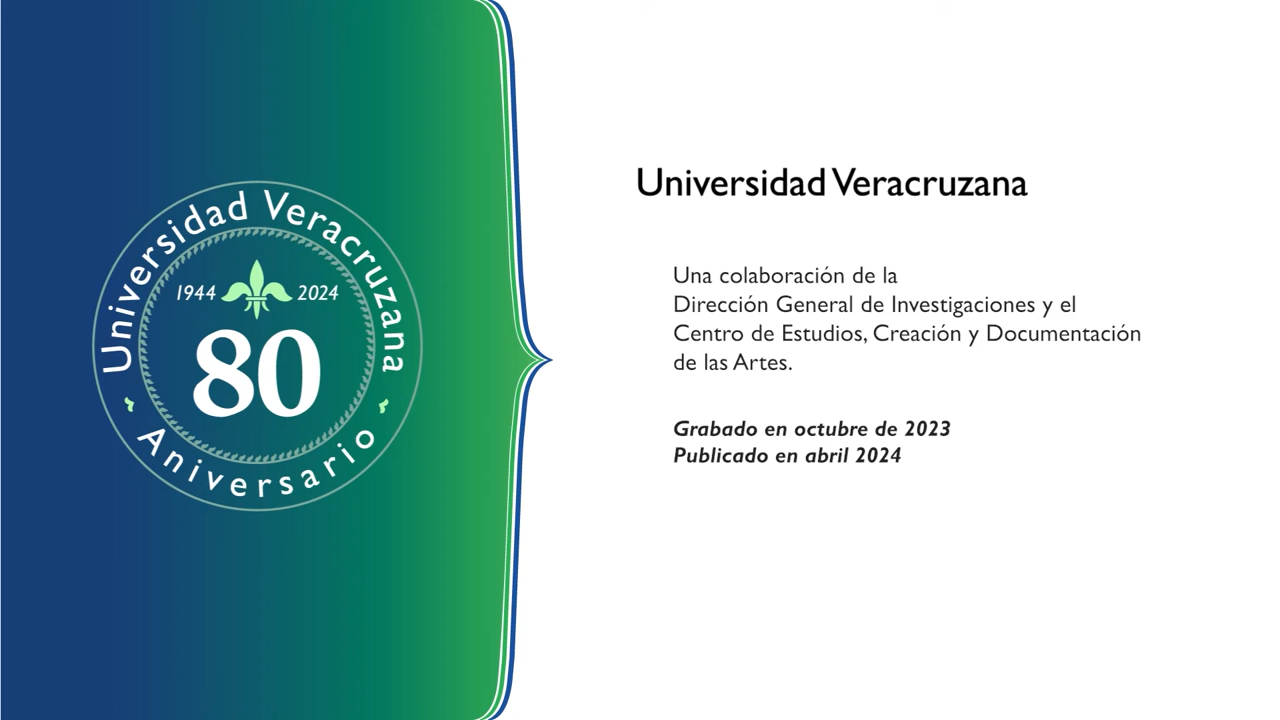 Universidad Veracruzana
1944 2024
80
Aniversario
Universidad Veracruzana
Una colaboración de la
Dirección General de Investigaciones y el
Centro de Estudios, Creación y Documentación
de las Artes.
Grabado en octubre de 2023
Publicado en abril 2024